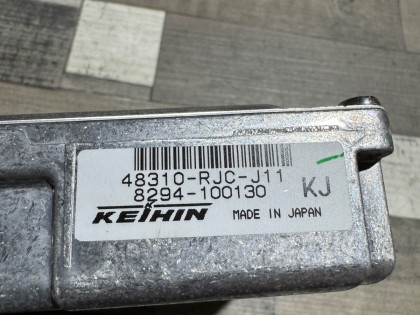 48310-RJC-J11
8294-100130
KEIHIN MADE IN JAPAN KJ